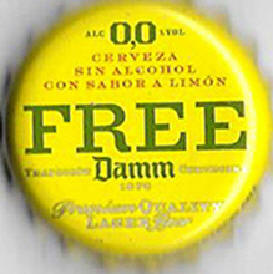 ALC 0,0 %VOL
CERVEZA
SIN ALCOHOL
CON SABOR A LIMÓN
FREE
Damm
TRADICIÓN CERVECERA
1876
Premium QUALITY
LAGER Beer